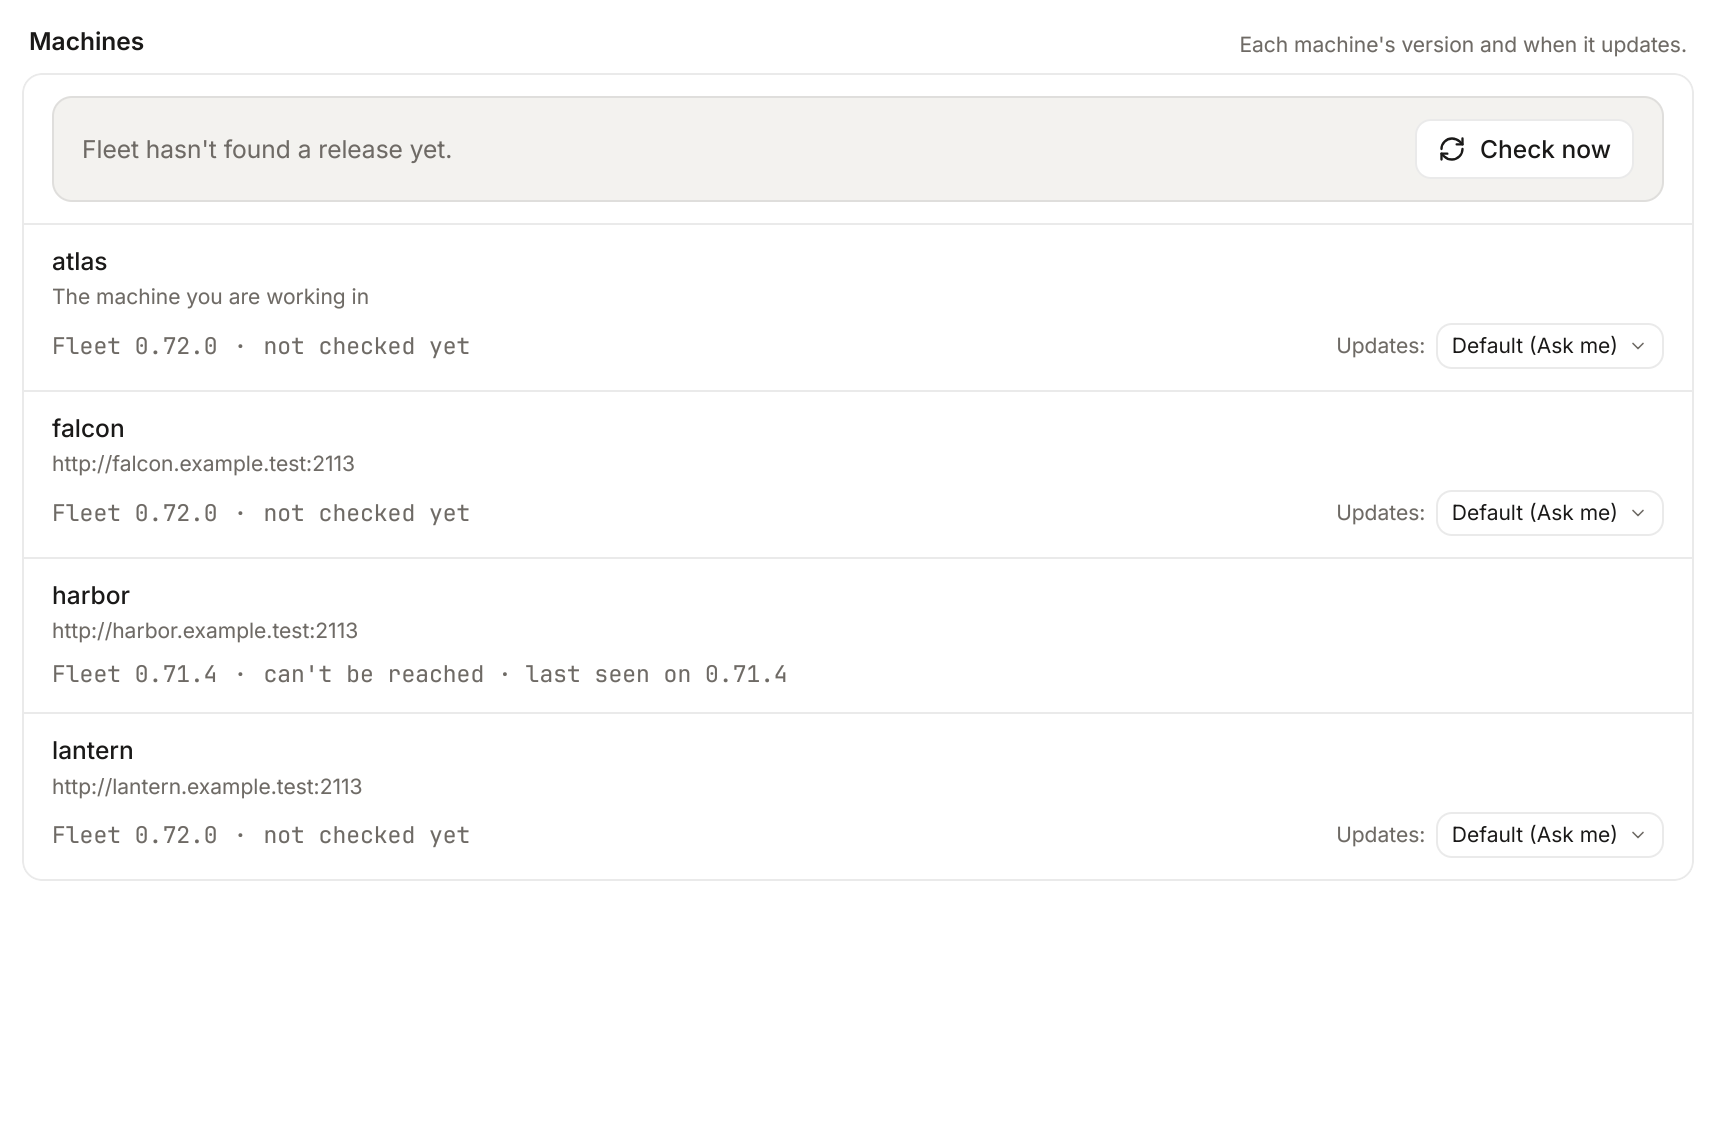 Machines
Each machine's version and when it updates.
Fleet hasn't found a release yet.
Check now
atlas
The machine you are working in
Fleet 0.72.0 · not checked yet
Updates: Default (Ask me)
falcon
http://falcon.example.test:2113
Fleet 0.72.0 · not checked yet
Updates: Default (Ask me)
harbor
http://harbor.example.test:2113
Fleet 0.71.4 · can't be reached · last seen on 0.71.4
lantern
http://lantern.example.test:2113
Fleet 0.72.0 · not checked yet
Updates: Default (Ask me)